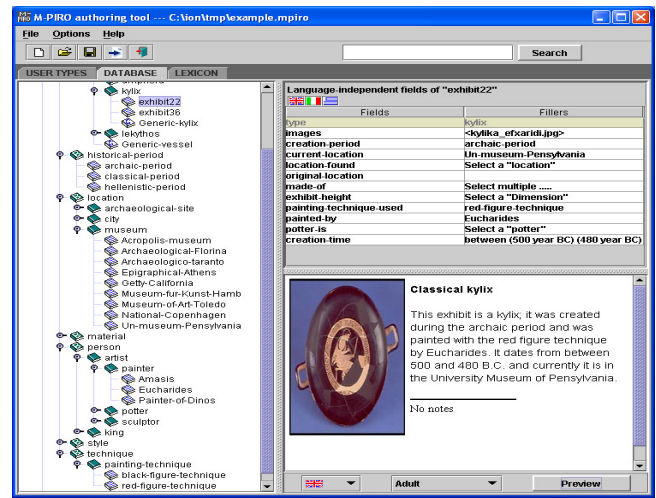 M-PIRO authoring tool --- C:\ion\tmp\example.mpiro
File Options Help
Search
USER TYPES DATABASE LEXICON
kylix
exhibit22
exhibit36
Generic-kylix
lekythos
Generic-vessel
historical-period
archaic-period
classical-period
hellenistic-period
location
archaeological-site
city
museum
Acropolis-museum
Archaeological-Florina
Archaeologico-taranto
Epigraphical-Athens
Getty-California
Museum-fur-Kunst-Hamb
Museum-of-Art-Toledo
National-Copenhagen
Un-museum-Pensylvania
material
person
artist
painter
Amasis
Eucharides
Painter-of-Dinos
potter
sculptor
king
style
technique
painting-technique
black-figure-technique
red-figure-technique
Language-independent fields of "exhibit22"
Fields Fillers
type kylix
images <kylika_efxaridi.jpg>
creation-period archaic-period
current-location Un-museum-Pensylvania
location-found Select a "location"
original-location
made-of Select multiple .....
exhibit-height Select a "Dimension"
painting-technique-used red-figure-technique
painted-by Eucharides
potter-is Select a "potter"
creation-time between (500 year BC) (480 year BC)
Classical kylix
This exhibit is a kylix; it was created
during the archaic period and was
painted with the red figure technique
by Eucharides. It dates from between
500 and 480 B.C. and currently it is in
the University Museum of Pensylvania.
No notes
Adult Preview